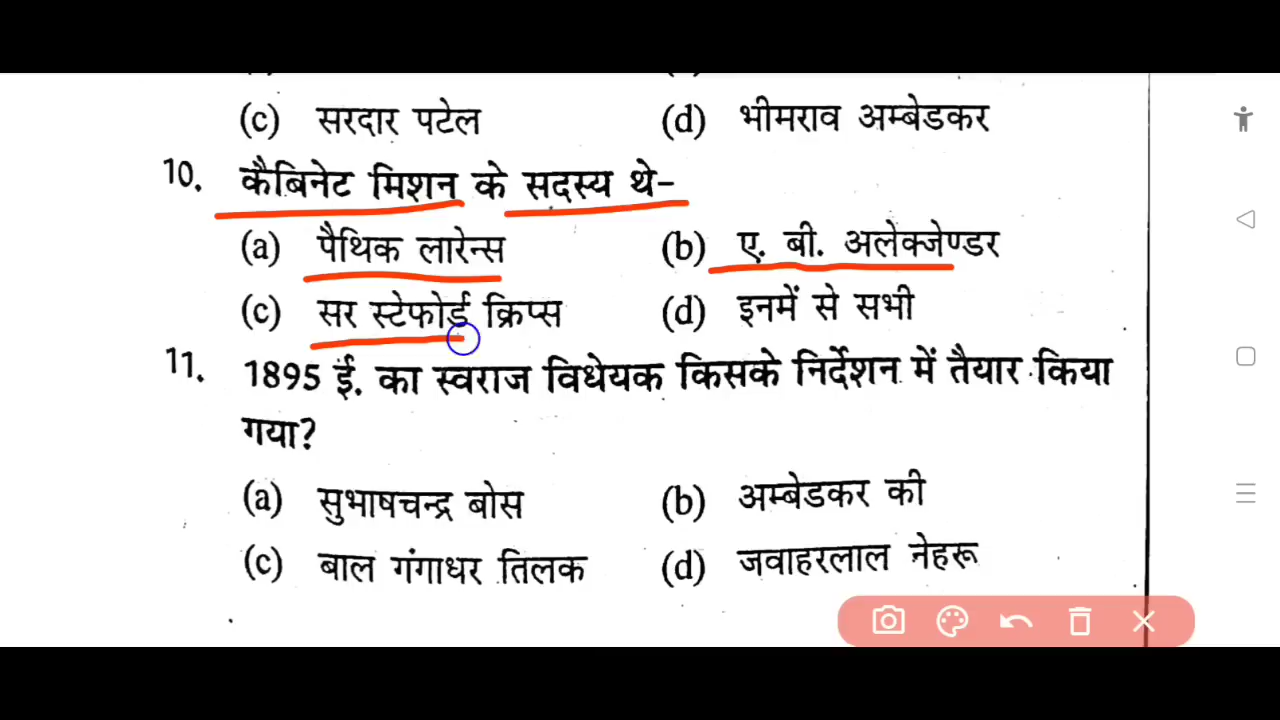 (c) सरदार पटेल (d) भीमराव अम्बेडकर
10. कैबिनेट मिशन के सदस्य थे-
(a) पैथिक लारेन्स (b) ए. बी. अलेक्जेण्डर
(c) सर स्टेफोर्ड क्रिप्स (d) इनमें से सभी
11. 1895 ई. का स्वराज विधेयक किसके निर्देशन में तैयार किया
गया?
(a) सुभाषचन्द्र बोस (b) अम्बेडकर की
(c) बाल गंगाधर तिलक (d) जवाहरलाल नेहरू